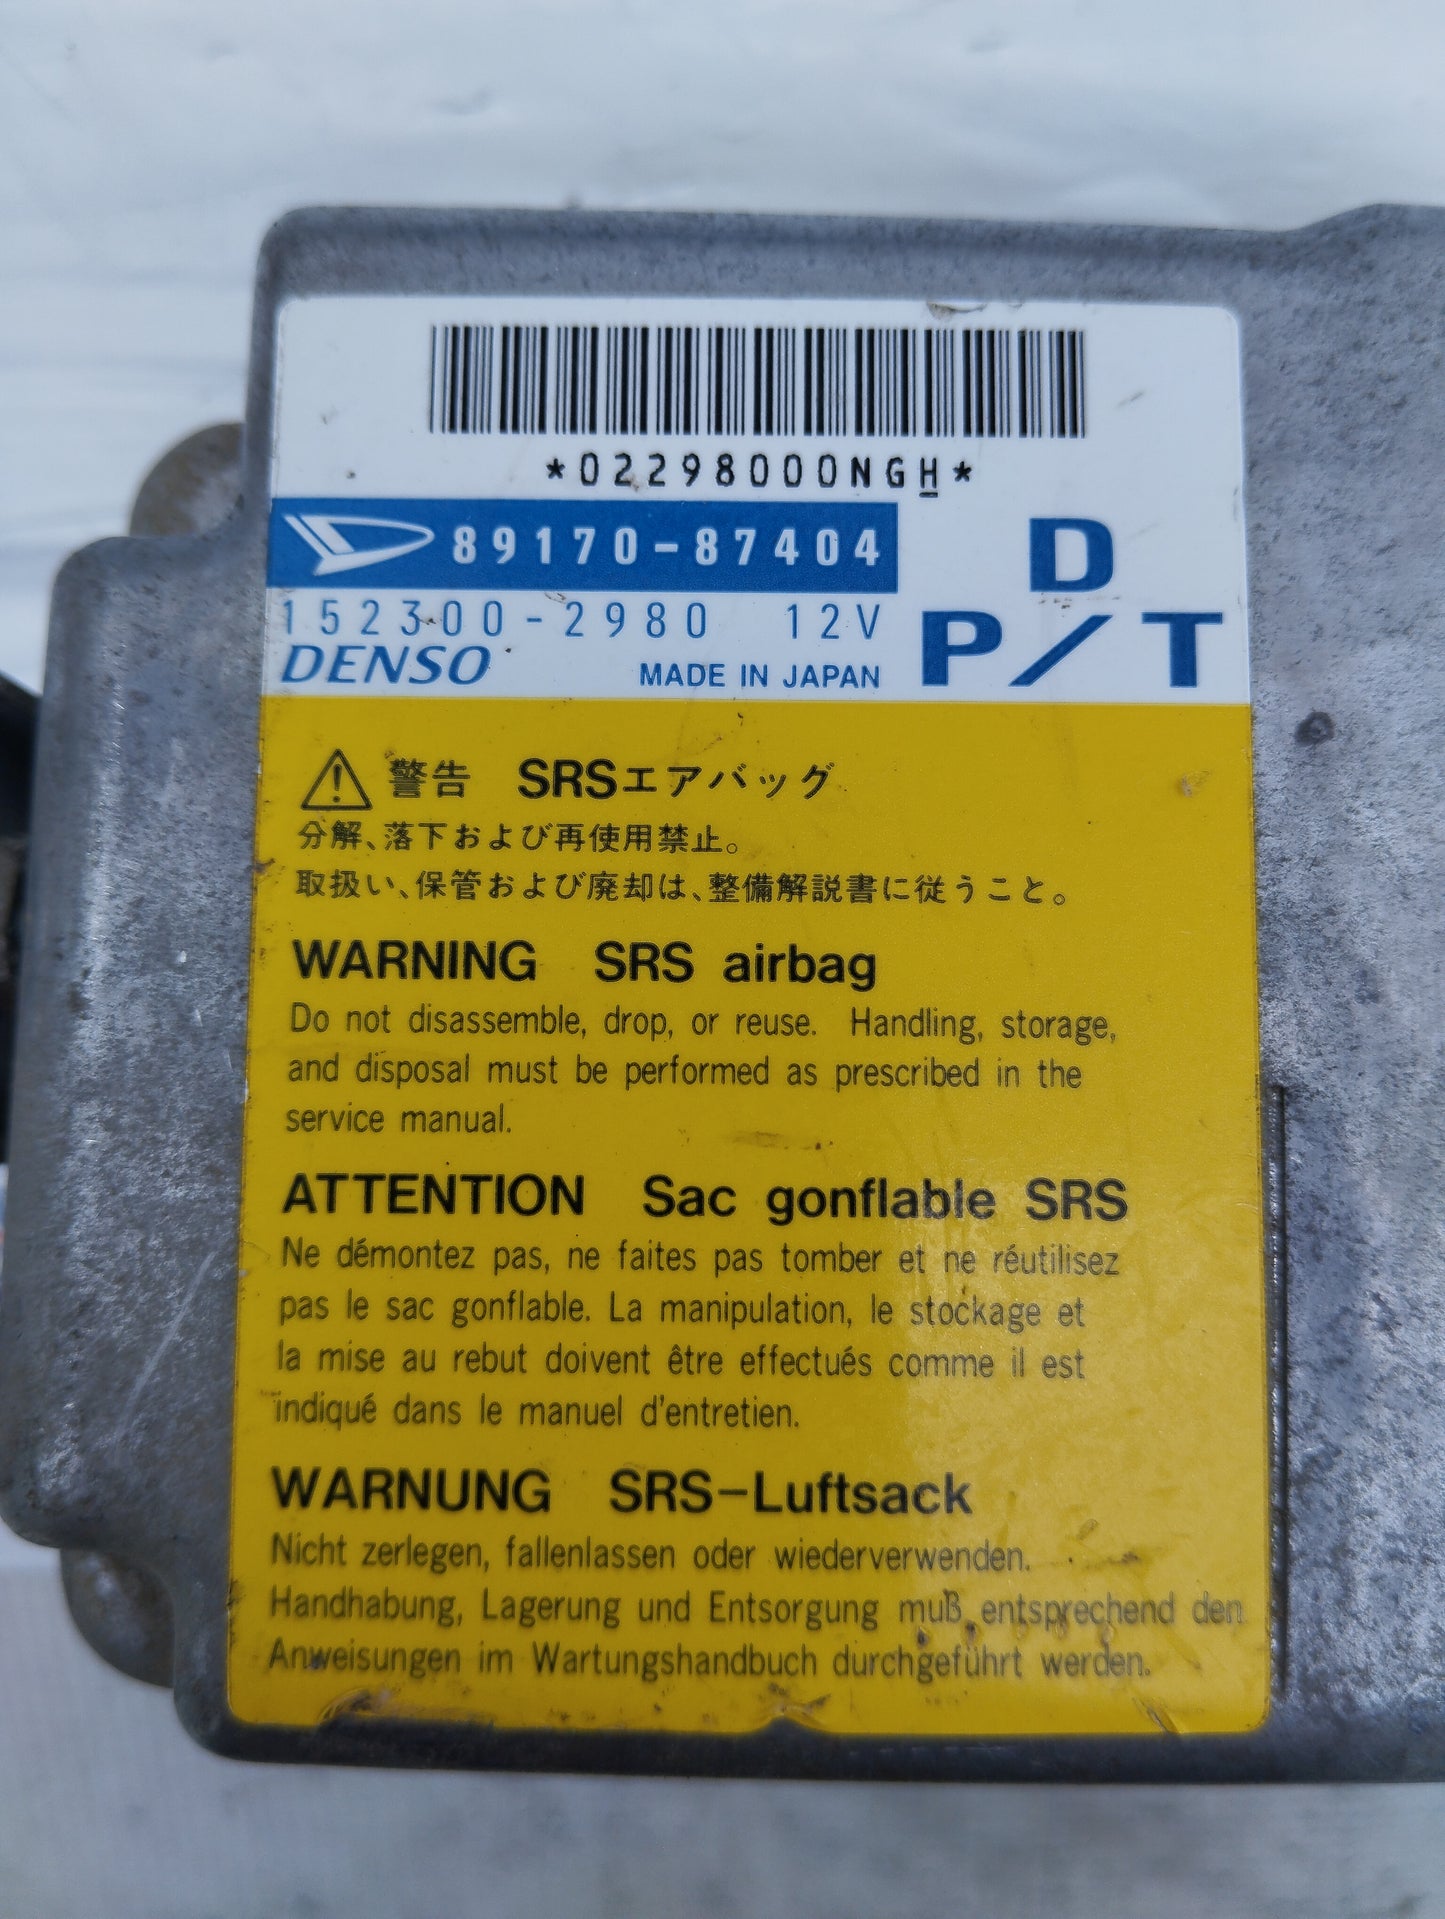 *02298000NGH*
89170-87404
D
152300-2980 12V
P/T
DENSO MADE IN JAPAN
警告 SRSエアバッグ
分解、落下および再使用禁止。
取扱い、保管および廃却は、整備解説書に従うこと。
WARNING SRS airbag
Do not disassemble, drop, or reuse. Handling, storage,
and disposal must be performed as prescribed in the
service manual.
ATTENTION Sac gonflable SRS
Ne démontez pas, ne faites pas tomber et ne réutilisez
pas le sac gonflable. La manipulation, le stockage et
la mise au rebut doivent être effectués comme il est
indiqué dans le manuel d'entretien.
WARNUNG SRS-Luftsack
Nicht zerlegen, fallenlassen oder wiederverwenden.
Handhabung, Lagerung und Entsorgung muß entsprechend den
Anweisungen im Wartungshandbuch durchgeführt werden.